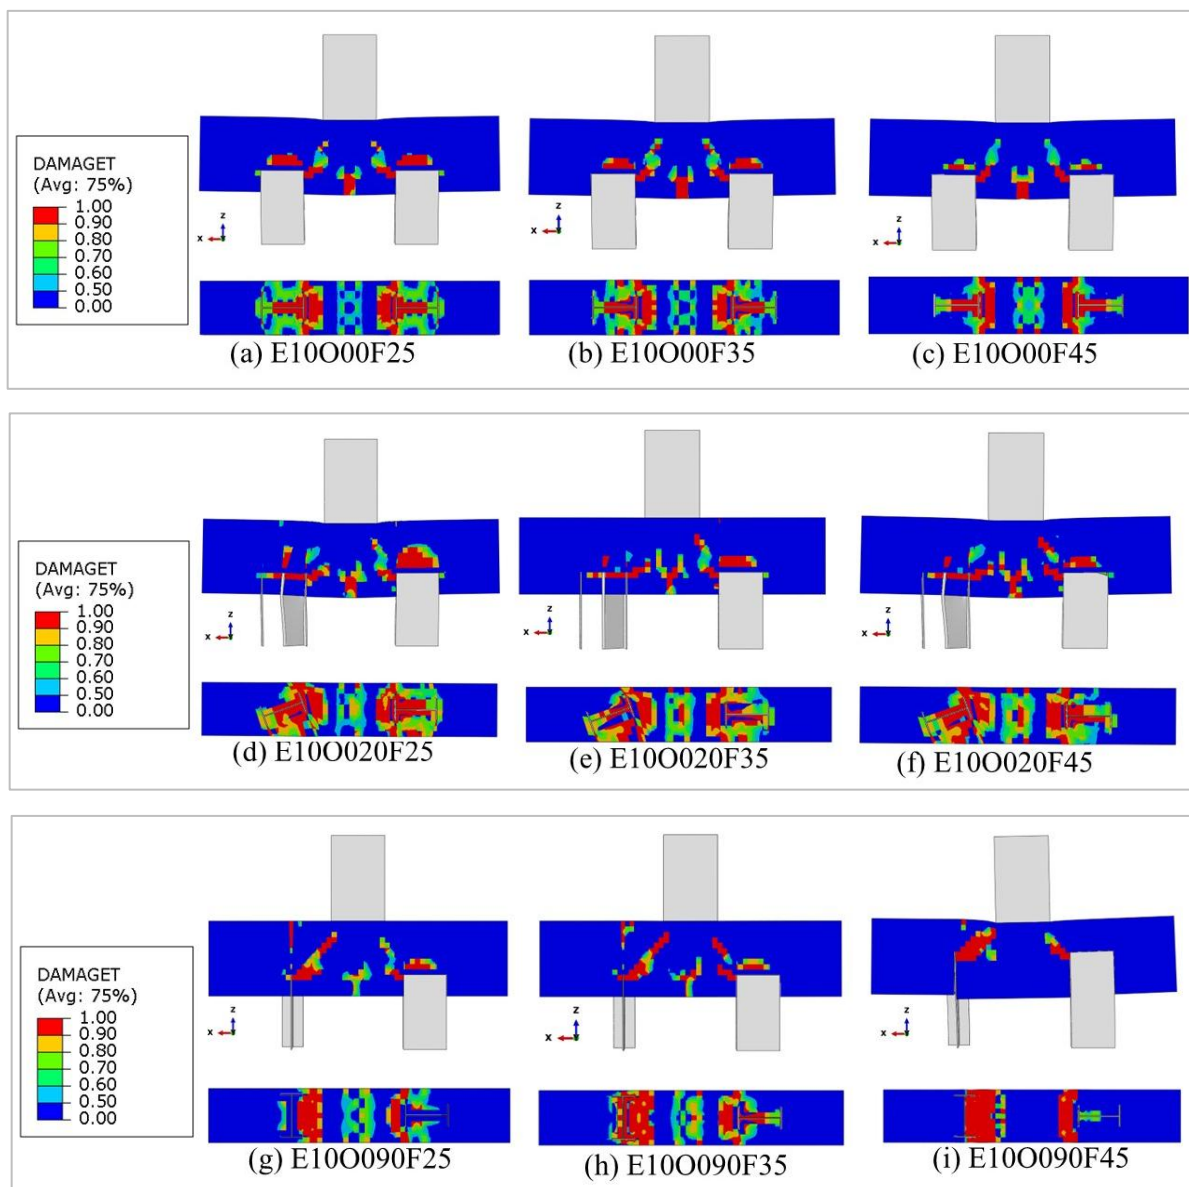 DAMAGET
(Avg: 75%)
1.00
0.90
0.80
0.70
0.60
0.50
0.00
z
x
z
x
z
x
(a) E10O00F25
(b) E10O00F35
(c) E10O00F45
DAMAGET
(Avg: 75%)
1.00
0.90
0.80
0.70
0.60
0.50
0.00
z
x
z
x
z
x
(d) E10O020F25
(e) E10O020F35
(f) E10O020F45
DAMAGET
(Avg: 75%)
1.00
0.90
0.80
0.70
0.60
0.50
0.00
z
x
z
x
z
x
(g) E10O090F25
(h) E10O090F35
(i) E10O090F45